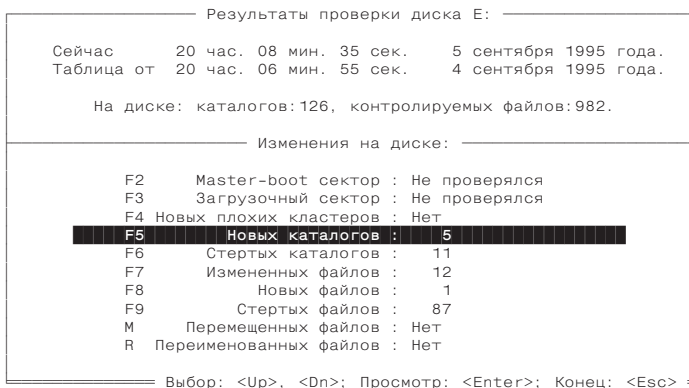 Результаты проверки диска E:
Сейчас 20 час. 08 мин. 35 сек. 5 сентября 1995 года.
Таблица от 20 час. 06 мин. 55 сек. 4 сентября 1995 года.
На диске: каталогов:126, контролируемых файлов:982.
Изменения на диске:
F2 Master-boot сектор : Не проверялся
F3 Загрузочный сектор : Не проверялся
F4 Новых плохих кластеров : Нет
F5 Новых каталогов : 5
F6 Стертых каталогов : 11
F7 Измененных файлов : 12
F8 Новых файлов : 1
F9 Стертых файлов : 87
M Перемещенных файлов : Нет
R Переименованных файлов : Нет
Выбор: <Up>, <Dn>; Просмотр: <Enter>; Конец: <Esc>